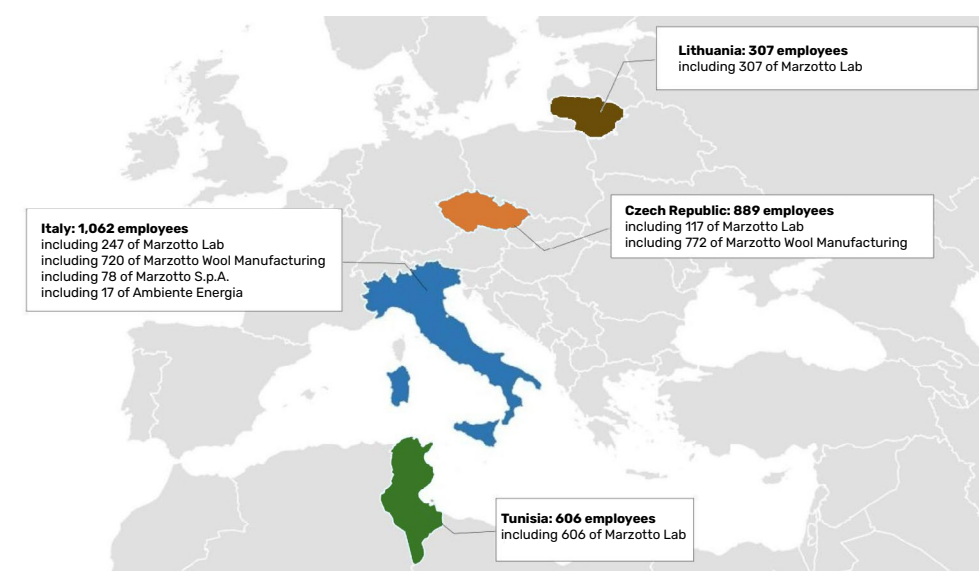 Lithuania: 307 employees
including 307 of Marzotto Lab
Czech Republic: 889 employees
including 117 of Marzotto Lab
including 772 of Marzotto Wool Manufacturing
Italy: 1,062 employees
including 247 of Marzotto Lab
including 720 of Marzotto Wool Manufacturing
including 78 of Marzotto S.p.A.
including 17 of Ambiente Energia
Tunisia: 606 employees
including 606 of Marzotto Lab